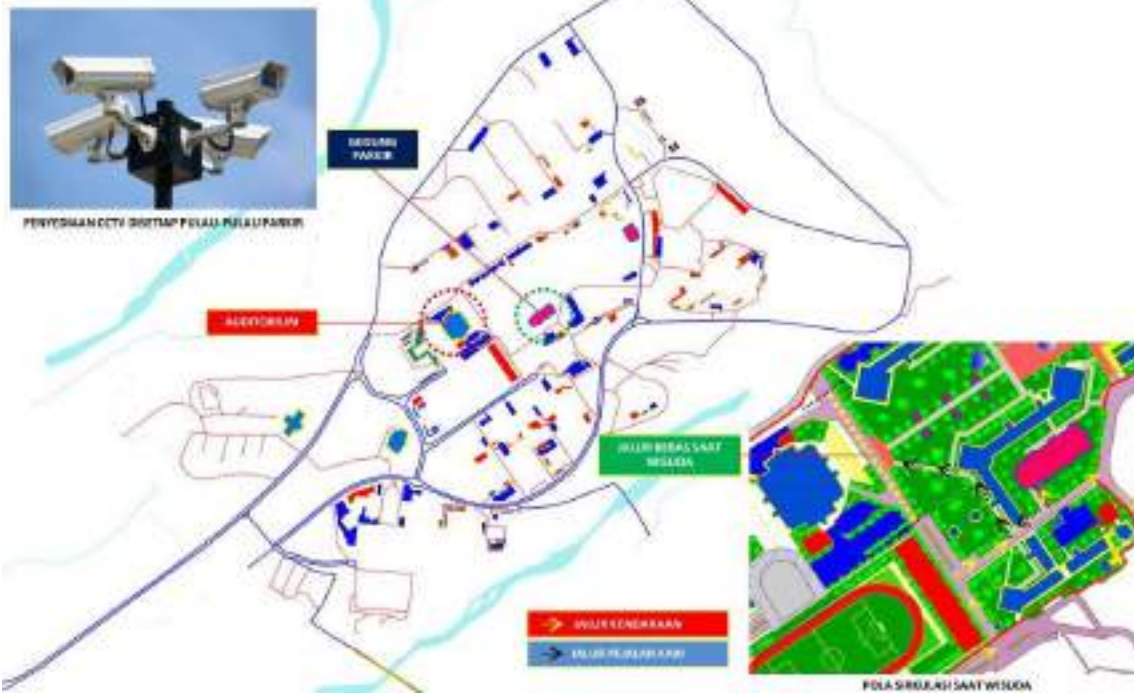 GEDUNG
PARKIR
PENYEDIAAN CCTV DISETIAP PULAU-PULAU PARKIR
AUDITORIUM
JALUR BEBAS SAAT
WISUDA
JALUR KENDARAAN
JALUR PEJALAN KAKI
POLA SIRKULASI SAAT WISUDA